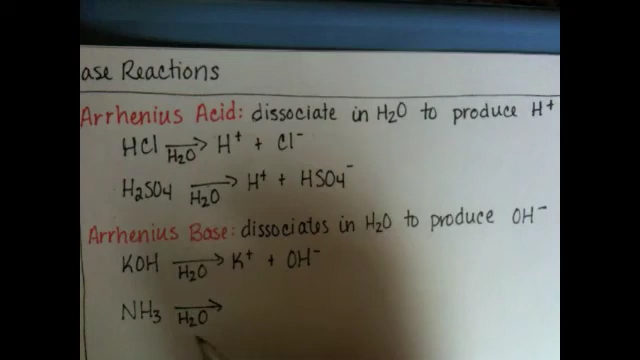 ase Reactions
Arrhenius Acid: dissociate in H₂O to produce H⁺
HCl →H₂O H⁺ + Cl⁻
H₂SO₄ →H₂O H⁺ + HSO₄⁻
Arrhenius Base: dissociates in H₂O to produce OH⁻
KOH →H₂O K⁺ + OH⁻
NH₃ →H₂O